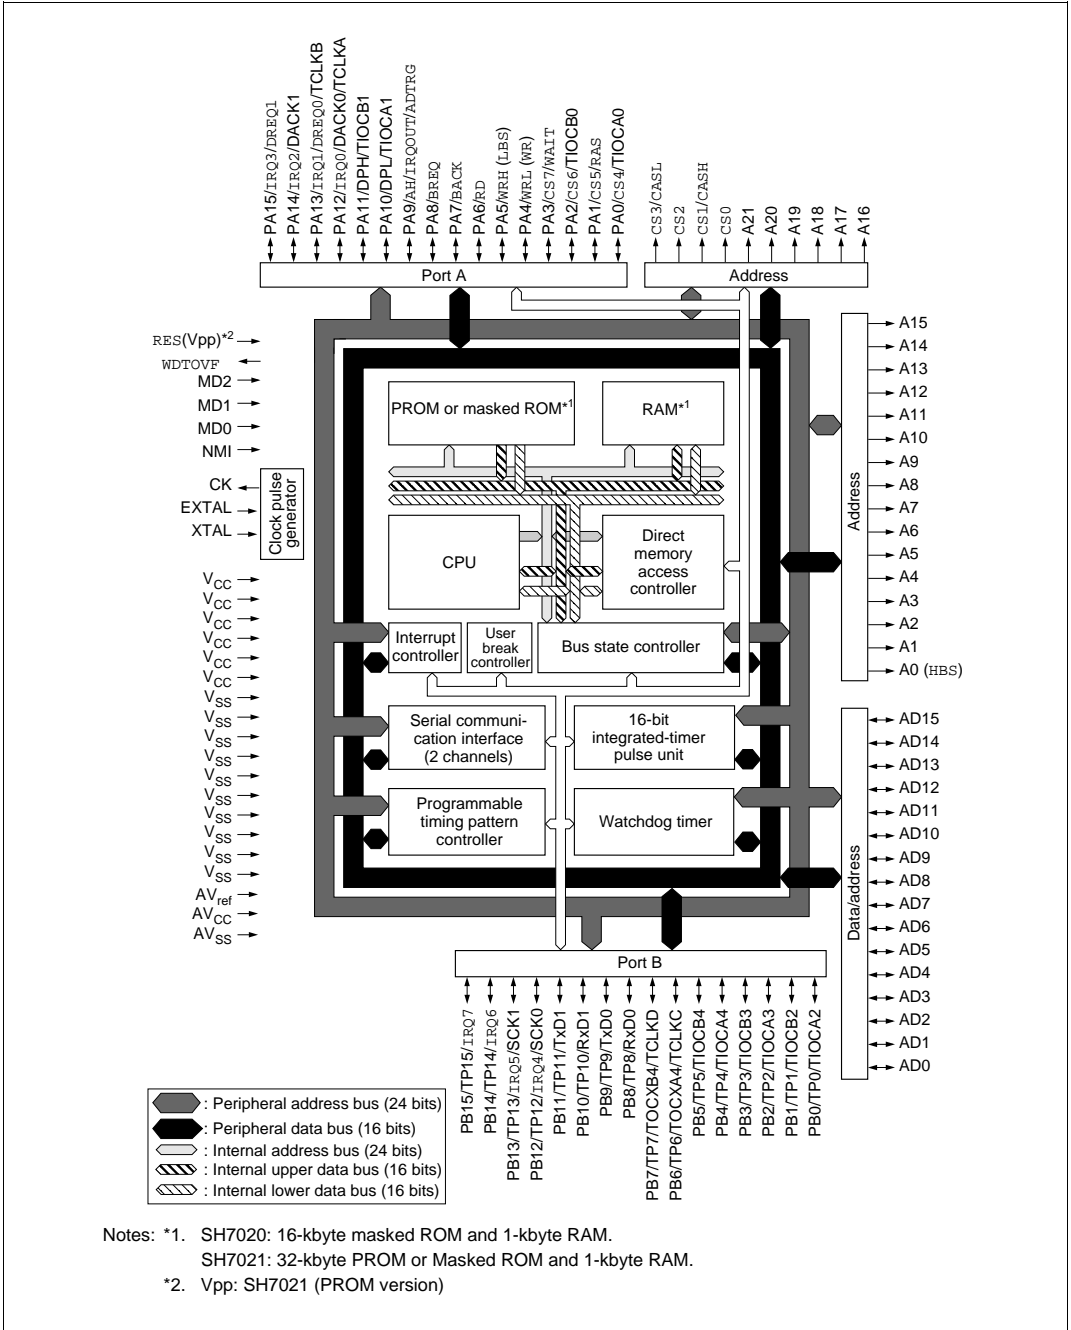 PA15/IRQ3/DREQ1
PA14/IRQ2/DACK1
PA13/IRQ1/DREQ0/TCLKB
PA12/IRQ0/DACK0/TCLKA
PA11/DPH/TIOCB1
PA10/DPL/TIOCA1
PA9/AH/IRQOUT/ADTRG
PA8/BREQ
PA7/BACK
PA6/RD
PA5/WRH (LBS)
PA4/WRL (WR)
PA3/CS7/WAIT
PA2/CS6/TIOCB0
PA1/CS5/RAS
PA0/CS4/TIOCA0
CS3/CASL
CS2
CS1/CASH
CS0
A21
A20
A19
A18
A17
A16
Port A
Address
RES(Vpp)*2
WDTOVF
MD2
MD1
MD0
NMI
CK
EXTAL
XTAL
Clock pulse
generator
VCC
VCC
VCC
VCC
VCC
VCC
VSS
VSS
VSS
VSS
VSS
VSS
VSS
VSS
VSS
VSS
AVref
AVCC
AVSS
PROM or masked ROM*1
RAM*1
CPU
Direct
memory
access
controller
Interrupt
controller
User
break
controller
Bus state controller
Serial communi-
cation interface
(2 channels)
16-bit
integrated-timer
pulse unit
Programmable
timing pattern
controller
Watchdog timer
Address
A15
A14
A13
A12
A11
A10
A9
A8
A7
A6
A5
A4
A3
A2
A1
A0 (HBS)
Data/address
AD15
AD14
AD13
AD12
AD11
AD10
AD9
AD8
AD7
AD6
AD5
AD4
AD3
AD2
AD1
AD0
Port B
PB15/TP15/IRQ7
PB14/TP14/IRQ6
PB13/TP13/IRQ5/SCK1
PB12/TP12/IRQ4/SCK0
PB11/TP11/TxD1
PB10/TP10/RxD1
PB9/TP9/TxD0
PB8/TP8/RxD0
PB7/TP7/TOCXB4/TCLKD
PB6/TP6/TOCXA4/TCLKC
PB5/TP5/TIOCB4
PB4/TP4/TIOCA4
PB3/TP3/TIOCB3
PB2/TP2/TIOCA3
PB1/TP1/TIOCB2
PB0/TP0/TIOCA2
: Peripheral address bus (24 bits)
: Peripheral data bus (16 bits)
: Internal address bus (24 bits)
: Internal upper data bus (16 bits)
: Internal lower data bus (16 bits)
Notes: *1. SH7020: 16-kbyte masked ROM and 1-kbyte RAM.
SH7021: 32-kbyte PROM or Masked ROM and 1-kbyte RAM.
*2. Vpp: SH7021 (PROM version)